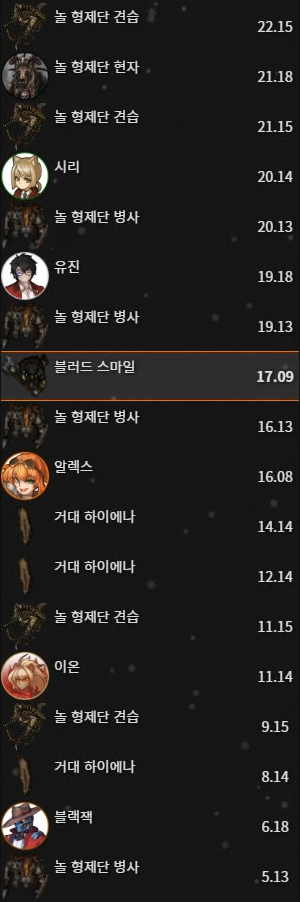 놀 형제단 견습
22.15
놀 형제단 현자
21.18
놀 형제단 견습
21.15
시리
20.14
놀 형제단 병사
20.13
유진
19.18
놀 형제단 병사
19.13
블러드 스마일
17.09
놀 형제단 병사
16.13
알렉스
16.08
거대 하이에나
14.14
거대 하이에나
12.14
놀 형제단 견습
11.15
이온
11.14
놀 형제단 견습
9.15
거대 하이에나
8.14
블랙잭
6.18
놀 형제단 병사
5.13